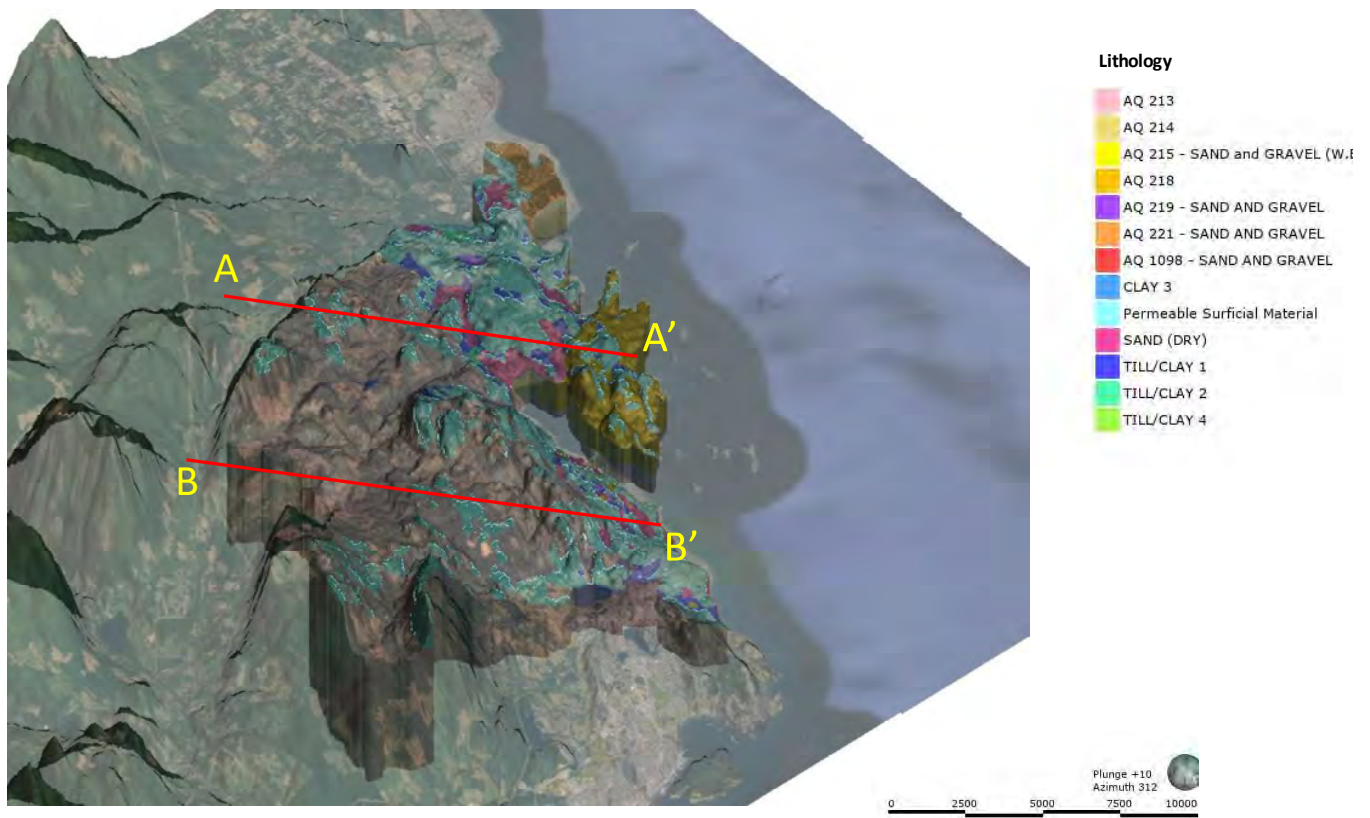 Lithology
AQ 213
AQ 214
AQ 215 - SAND and GRAVEL (W.E
AQ 218
AQ 219 - SAND AND GRAVEL
AQ 221 - SAND AND GRAVEL
AQ 1098 - SAND AND GRAVEL
CLAY 3
Permeable Surficial Material
SAND (DRY)
TILL/CLAY 1
TILL/CLAY 2
TILL/CLAY 4
A
A’
B
B’
Plunge +10
Azimuth 312
0 2500 5000 7500 10000